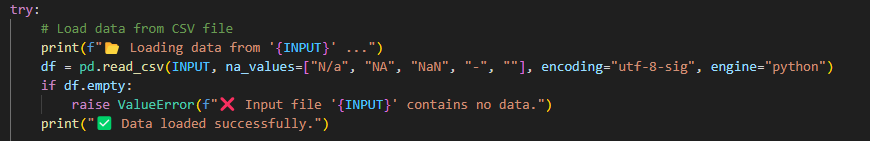 try:
    # Load data from CSV file
    print(f"📂 Loading data from '{INPUT}' ...")
    df = pd.read_csv(INPUT, na_values=["N/a", "NA", "NaN", "-", ""], encoding="utf-8-sig", engine="python")
    if df.empty:
        raise ValueError(f"❌ Input file '{INPUT}' contains no data.")
    print("✅ Data loaded successfully.")